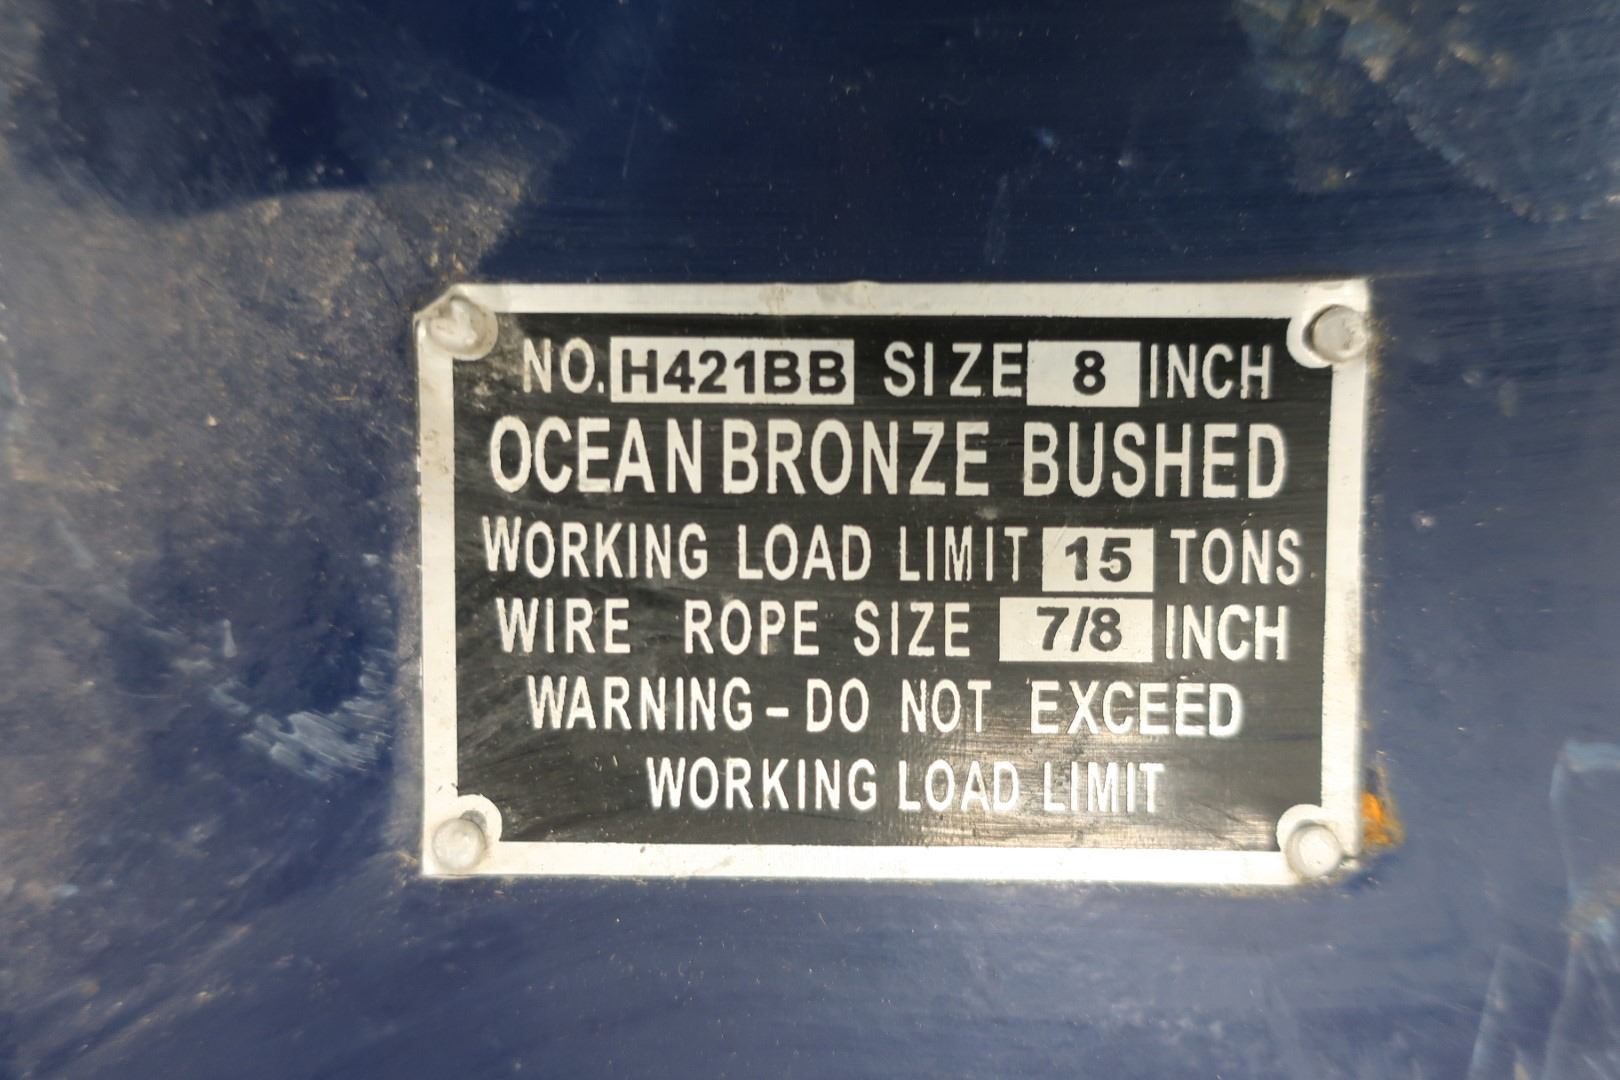 NO. H421BB SIZE 8 INCH
OCEAN BRONZE BUSHED
WORKING LOAD LIMIT 15 TONS
WIRE ROPE SIZE 7/8 INCH
WARNING - DO NOT EXCEED
WORKING LOAD LIMIT